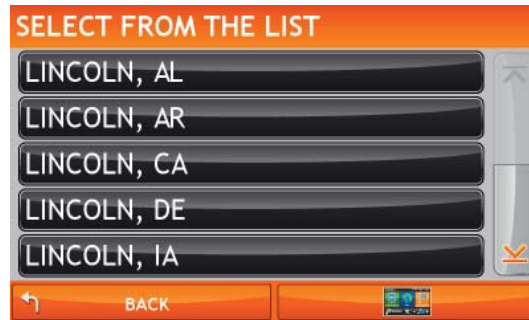 SELECT FROM THE LIST
LINCOLN, AL
LINCOLN, AR
LINCOLN, CA
LINCOLN, DE
LINCOLN, IA
BACK